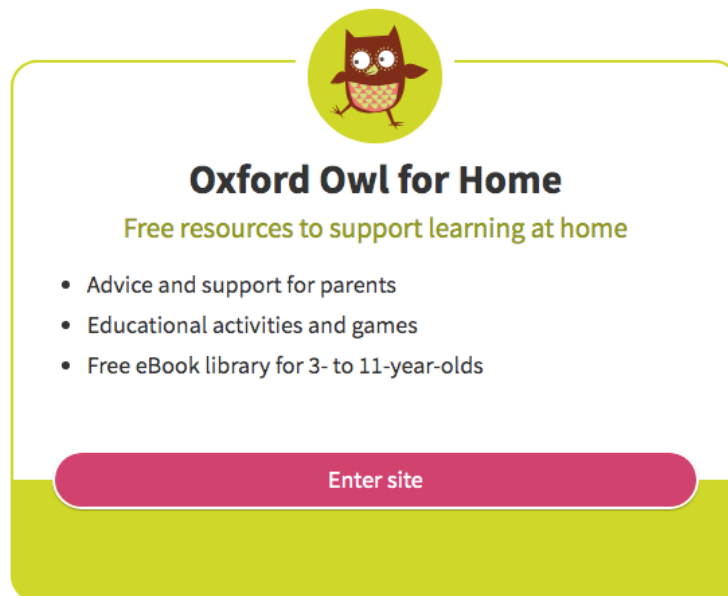 Oxford Owl for Home
Free resources to support learning at home
• Advice and support for parents
• Educational activities and games
• Free eBook library for 3- to 11-year-olds
Enter site